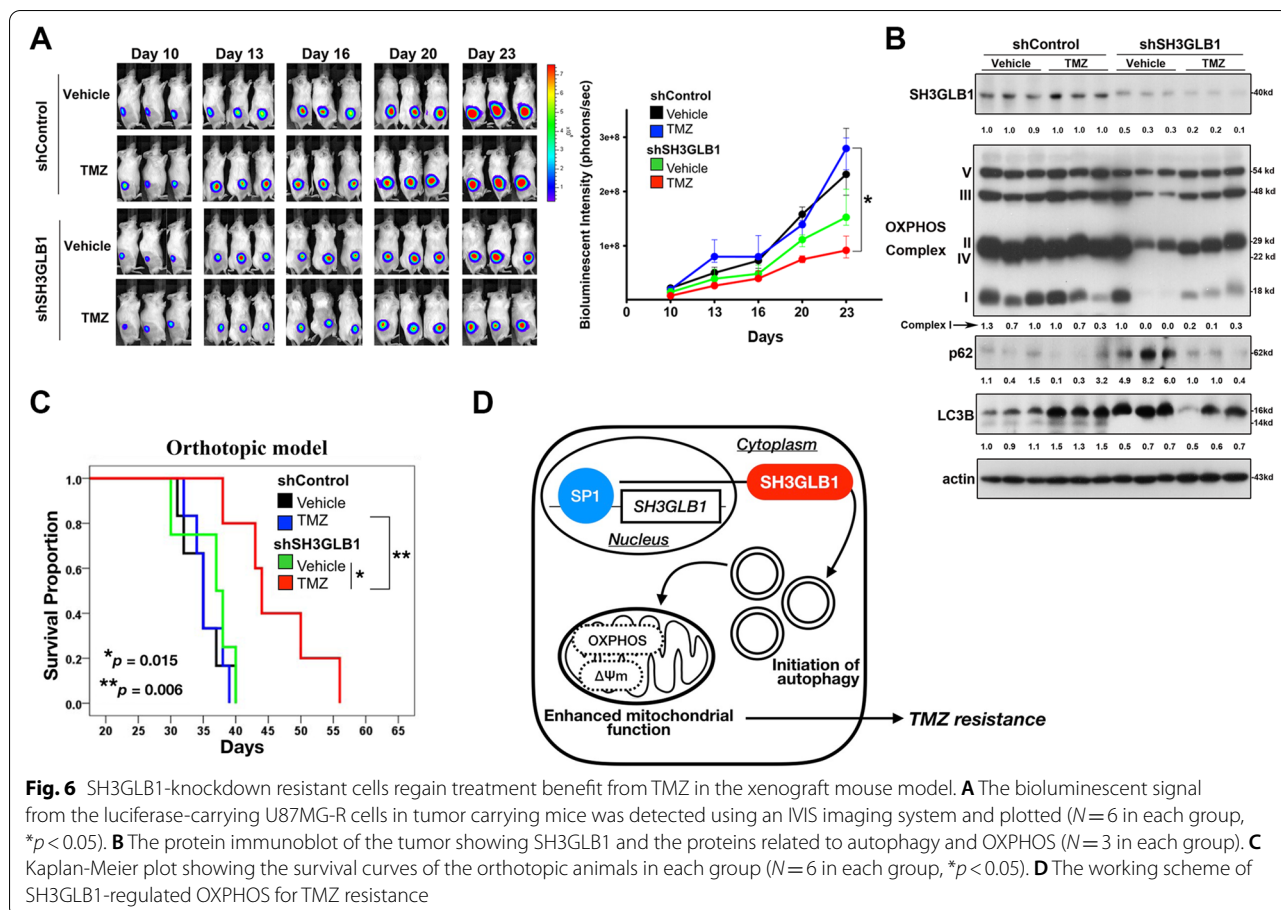 A
Day 10 Day 13 Day 16 Day 20 Day 23
shControl
Vehicle
TMZ
shSH3GLB1
Vehicle
TMZ
7
6
5
4
3
2
1
Bioluminescent Intensity (photons/sec)
3e+8
2e+8
1e+8
0
10 13 16 20 23
Days
shControl
Vehicle
TMZ
shSH3GLB1
Vehicle
TMZ
*
B
shControl shSH3GLB1
Vehicle TMZ Vehicle TMZ
SH3GLB1 -40kd
1.0 1.0 0.9 1.0 1.0 1.0 0.5 0.3 0.3 0.2 0.2 0.1
OXPHOS
Complex
V -54 kd
III -48 kd
II -29 kd
IV -22 kd
I -18 kd
Complex I 1.3 0.7 1.0 1.0 0.7 0.3 1.0 0.0 0.0 0.2 0.1 0.3
p62 -62kd
1.1 0.4 1.5 0.1 0.3 3.2 4.9 8.2 6.0 1.0 1.0 0.4
LC3B -16kd
-14kd
1.0 0.9 1.1 1.5 1.3 1.5 0.5 0.7 0.7 0.5 0.6 0.7
actin -43kd
C
Orthotopic model
Survival Proportion
1.0
0.8
0.6
0.4
0.2
0.0
20 25 30 35 40 45 50 55 60 65
Days
shControl
Vehicle
TMZ
shSH3GLB1
Vehicle
TMZ
*
**
*p = 0.015
**p = 0.006
D
Cytoplasm
SP1
SH3GLB1
SH3GLB1
Nucleus
OXPHOS
ΔΨm
Initiation of
autophagy
Enhanced mitochondrial
function
TMZ resistance
Fig. 6 SH3GLB1-knockdown resistant cells regain treatment benefit from TMZ in the xenograft mouse model. A The bioluminescent signal
from the luciferase-carrying U87MG-R cells in tumor carrying mice was detected using an IVIS imaging system and plotted (N = 6 in each group,
*p < 0.05). B The protein immunoblot of the tumor showing SH3GLB1 and the proteins related to autophagy and OXPHOS (N = 3 in each group). C
Kaplan-Meier plot showing the survival curves of the orthotopic animals in each group (N = 6 in each group, *p < 0.05). D The working scheme of
SH3GLB1-regulated OXPHOS for TMZ resistance